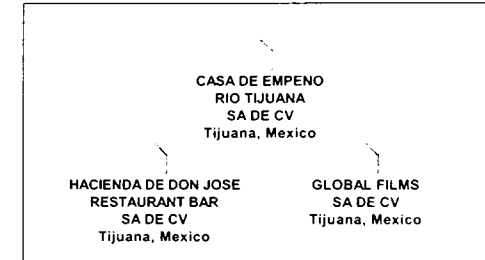 CASA DE EMPENO
RIO TIJUANA
SA DE CV
Tijuana, Mexico
HACIENDA DE DON JOSE
RESTAURANT BAR
SA DE CV
Tijuana, Mexico
GLOBAL FILMS
SA DE CV
Tijuana, Mexico